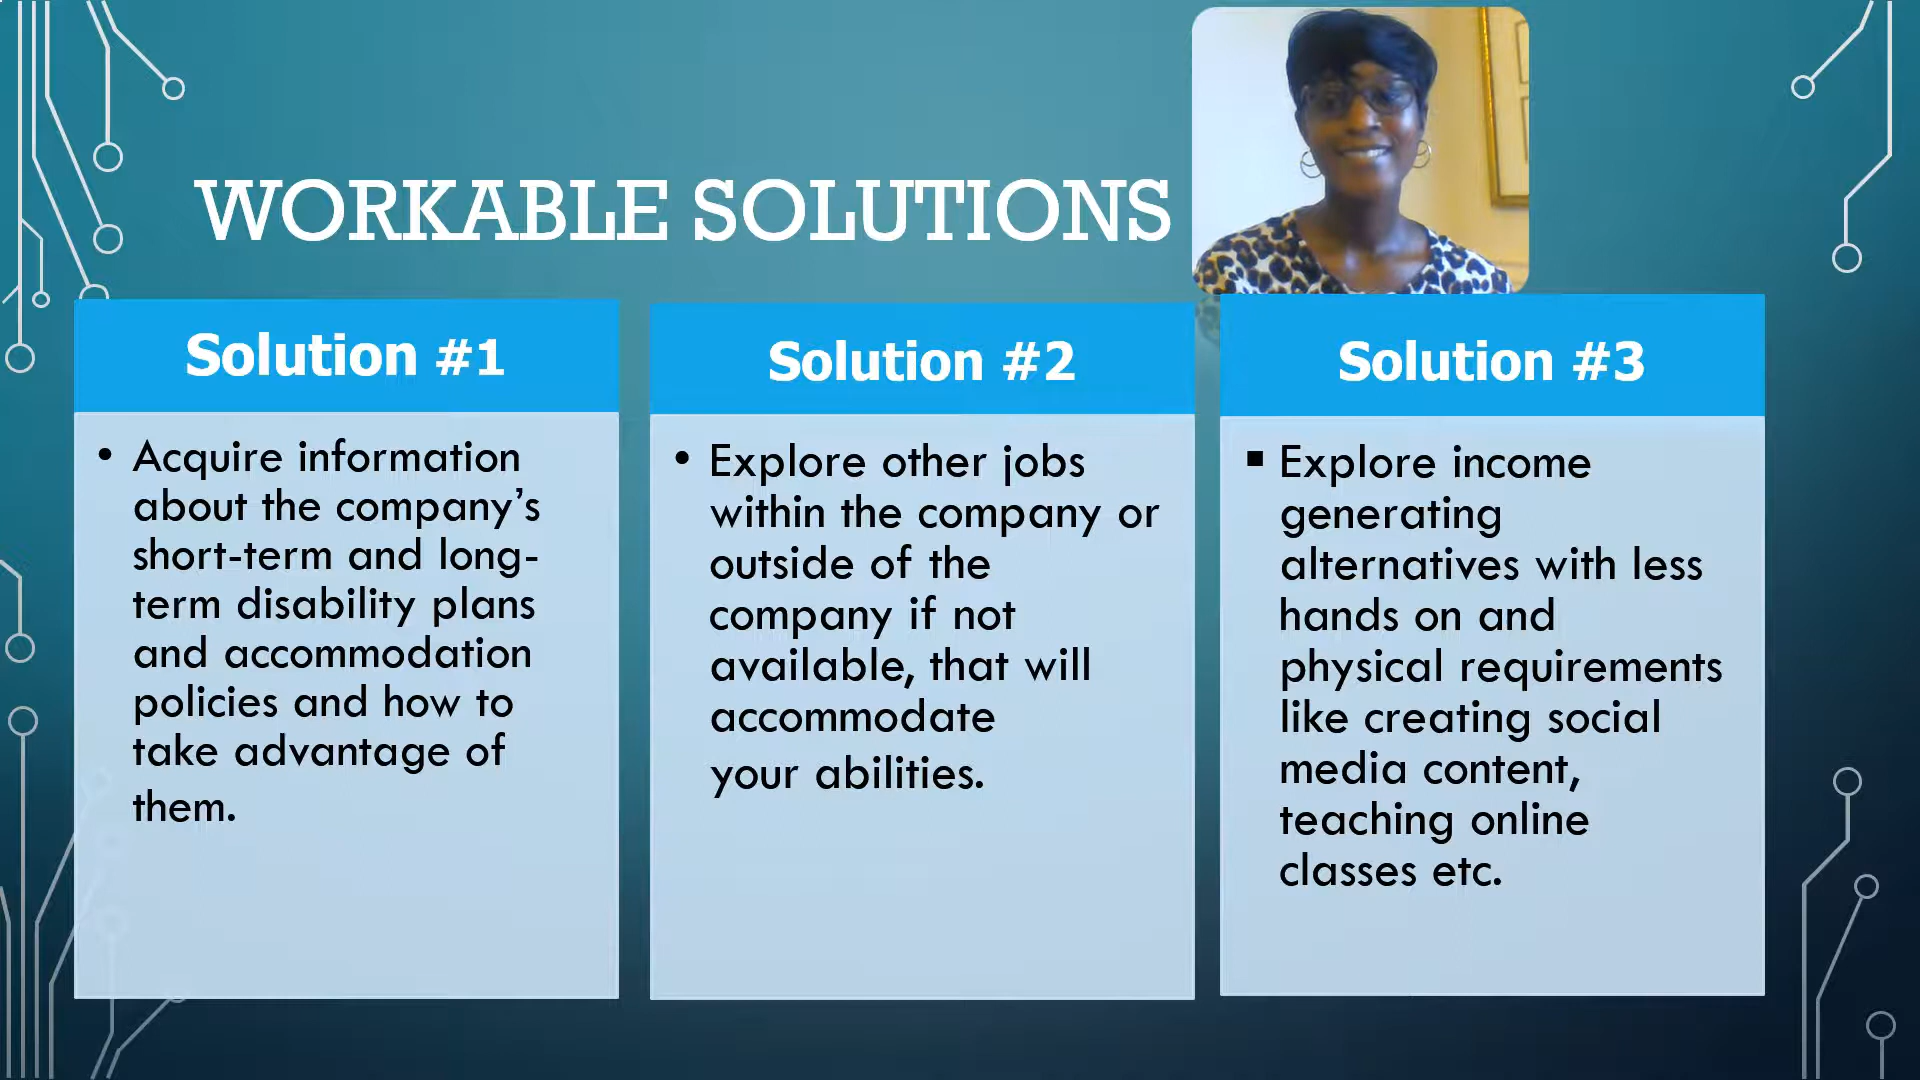 WORKABLE SOLUTIONS
Solution #1
• Acquire information
about the company’s
short-term and long-
term disability plans
and accommodation
policies and how to
take advantage of
them.
Solution #2
• Explore other jobs
within the company or
outside of the
company if not
available, that will
accommodate
your abilities.
Solution #3
▪ Explore income
generating
alternatives with less
hands on and
physical requirements
like creating social
media content,
teaching online
classes etc.